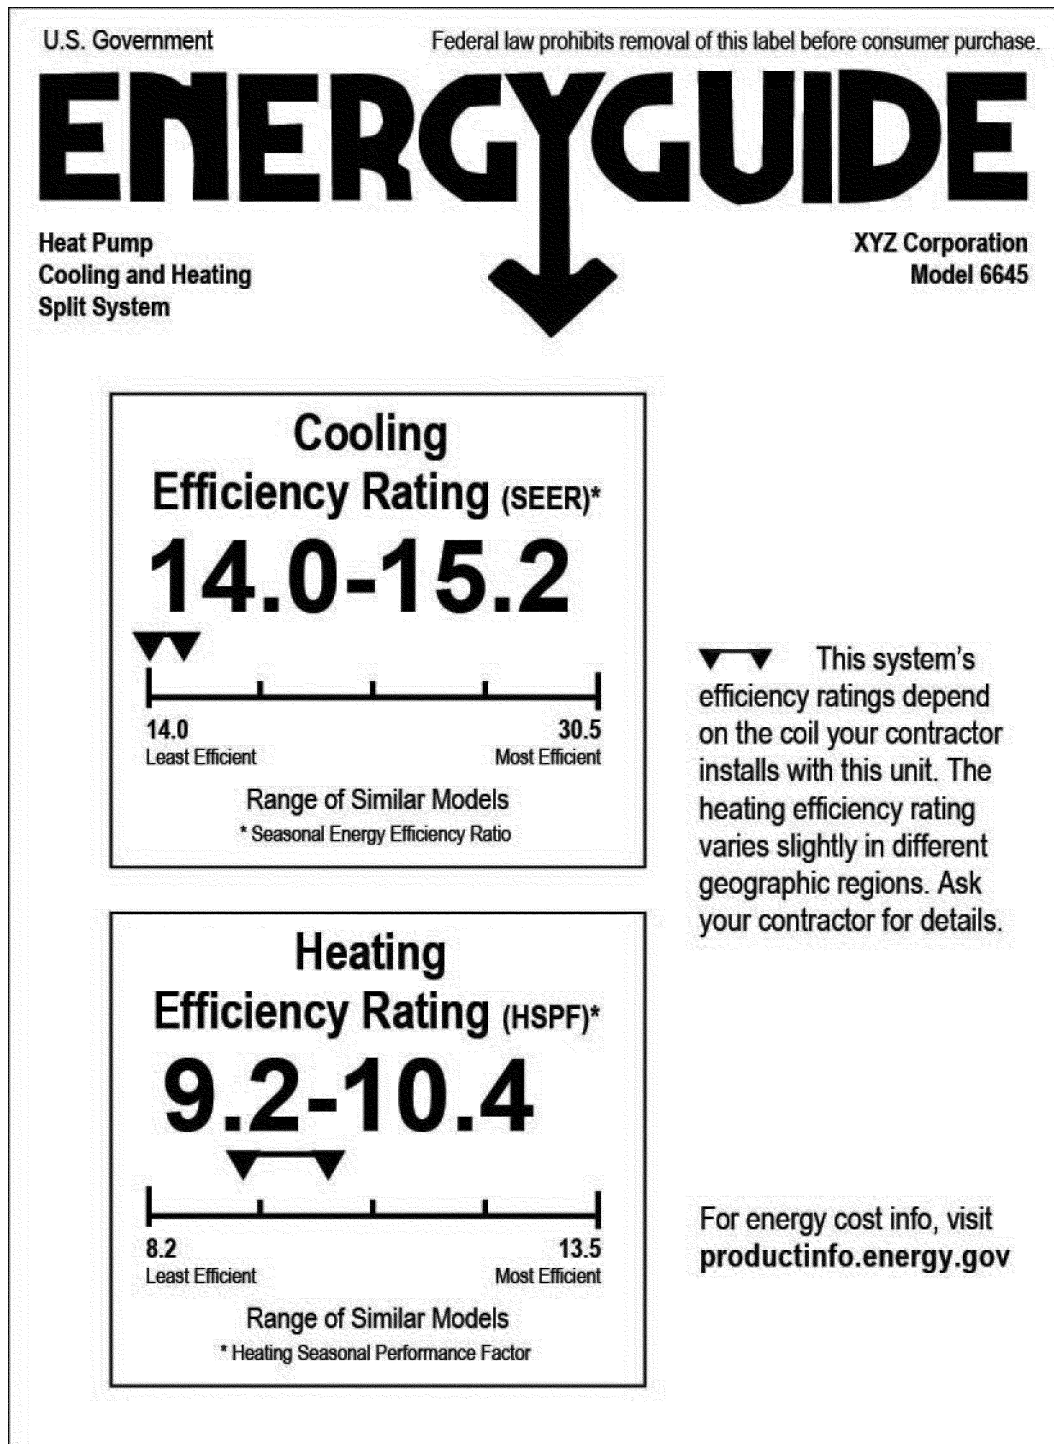 U.S. Government
Federal law prohibits removal of this label before consumer purchase.
ENERGYGUIDE
Heat Pump
Cooling and Heating
Split System
XYZ Corporation
Model 6645
Cooling
Efficiency Rating (SEER)*
14.0-15.2
14.0
30.5
Least Efficient
Most Efficient
Range of Similar Models
* Seasonal Energy Efficiency Ratio
This system's
efficiency ratings depend
on the coil your contractor
installs with this unit. The
heating efficiency rating
varies slightly in different
geographic regions. Ask
your contractor for details.
Heating
Efficiency Rating (HSPF)*
9.2-10.4
8.2
13.5
Least Efficient
Most Efficient
Range of Similar Models
* Heating Seasonal Performance Factor
For energy cost info, visit
productinfo.energy.gov